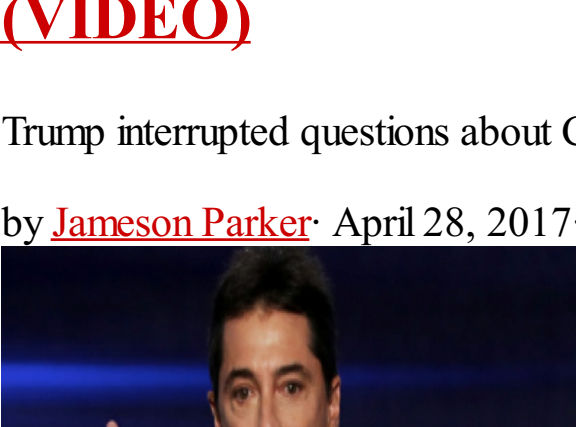 (VIDEO)
Trump interrupted questions about
by Jameson Parker· April 28, 2017·